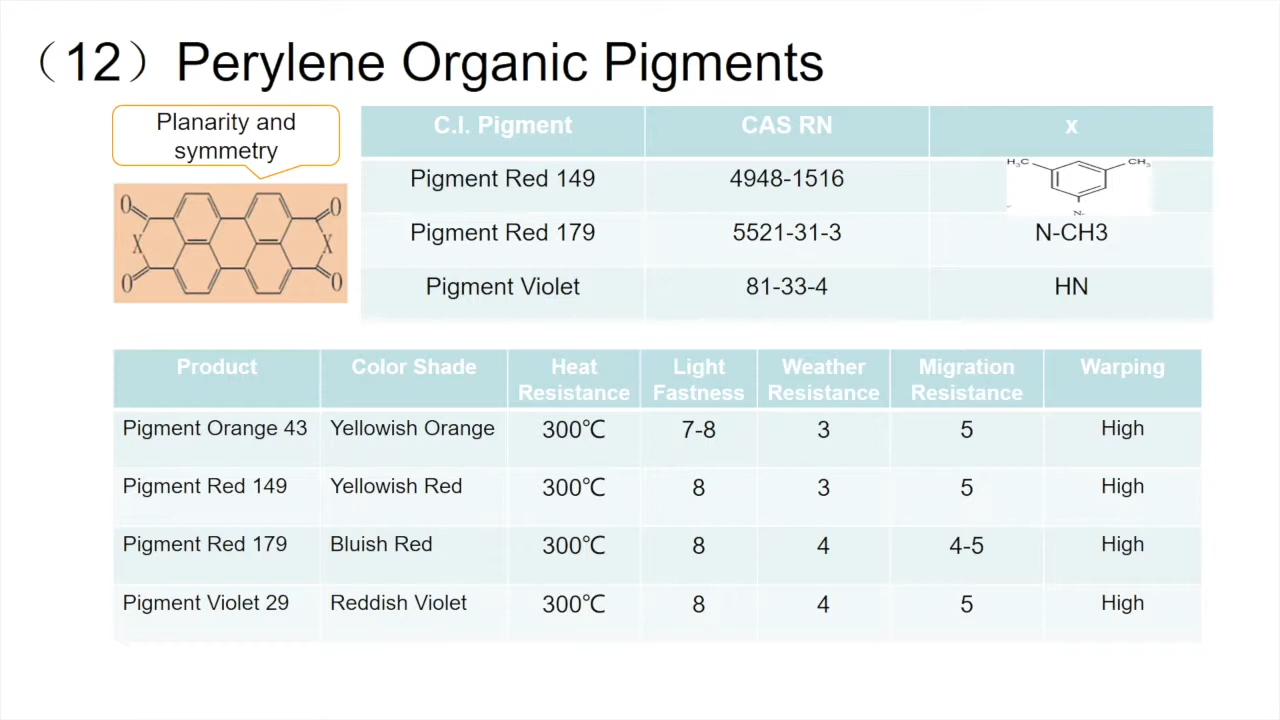 （12）Perylene Organic Pigments
Planarity and
symmetry
O O
X X
O O
C.I. Pigment CAS RN x
Pigment Red 149 4948-1516 H3C CH3
N-
Pigment Red 179 5521-31-3 N-CH3
Pigment Violet 81-33-4 HN
Product Color Shade Heat Resistance Light Fastness Weather Resistance Migration Resistance Warping
Pigment Orange 43 Yellowish Orange 300℃ 7-8 3 5 High
Pigment Red 149 Yellowish Red 300℃ 8 3 5 High
Pigment Red 179 Bluish Red 300℃ 8 4 4-5 High
Pigment Violet 29 Reddish Violet 300℃ 8 4 5 High